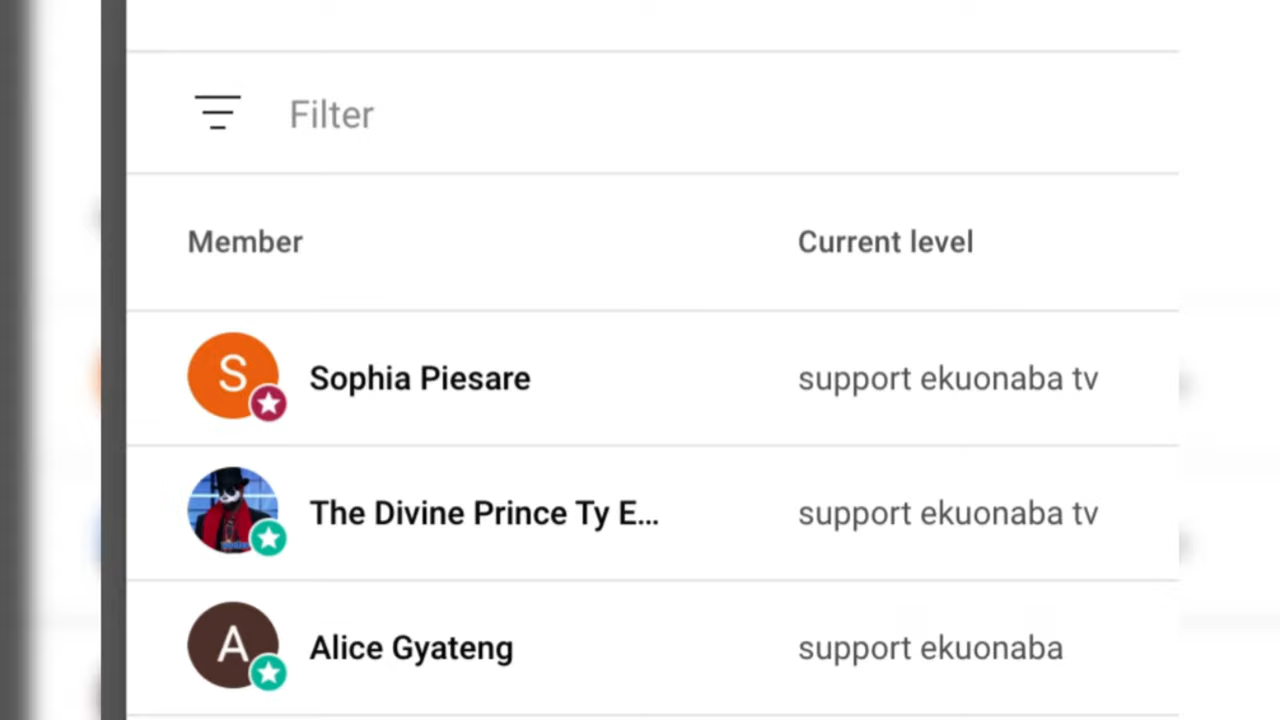 Filter
Member Current level
S Sophia Piesare support ekuonaba tv
The Divine Prince Ty E... support ekuonaba tv
A Alice Gyateng support ekuonaba